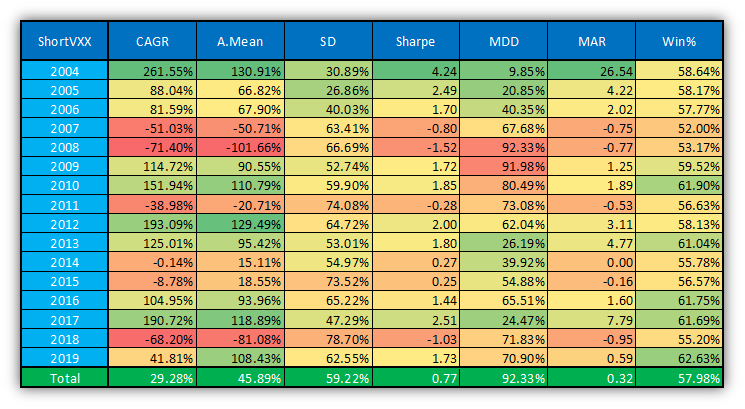 ShortVXX CAGR A.Mean SD Sharpe MDD MAR Win%
2004 261.55% 130.91% 30.89% 4.24 9.85% 26.54 58.64%
2005 88.04% 66.82% 26.86% 2.49 20.85% 4.22 58.17%
2006 81.59% 67.90% 40.03% 1.70 40.35% 2.02 57.77%
2007 -51.03% -50.71% 63.41% -0.80 67.68% -0.75 52.00%
2008 -71.40% -101.66% 66.69% -1.52 92.33% -0.77 53.17%
2009 114.72% 90.55% 52.74% 1.72 91.98% 1.25 59.52%
2010 151.94% 110.79% 59.90% 1.85 80.49% 1.89 61.90%
2011 -38.98% -20.71% 74.08% -0.28 73.08% -0.53 56.63%
2012 193.09% 129.49% 64.72% 2.00 62.04% 3.11 58.13%
2013 125.01% 95.42% 53.01% 1.80 26.19% 4.77 61.04%
2014 -0.14% 15.11% 54.97% 0.27 39.92% 0.00 55.78%
2015 -8.78% 18.55% 73.52% 0.25 54.88% -0.16 56.57%
2016 104.95% 93.96% 65.22% 1.44 65.51% 1.60 61.75%
2017 190.72% 118.89% 47.29% 2.51 24.47% 7.79 61.69%
2018 -68.20% -81.08% 78.70% -1.03 71.83% -0.95 55.20%
2019 41.81% 108.43% 62.55% 1.73 70.90% 0.59 62.63%
Total 29.28% 45.89% 59.22% 0.77 92.33% 0.32 57.98%